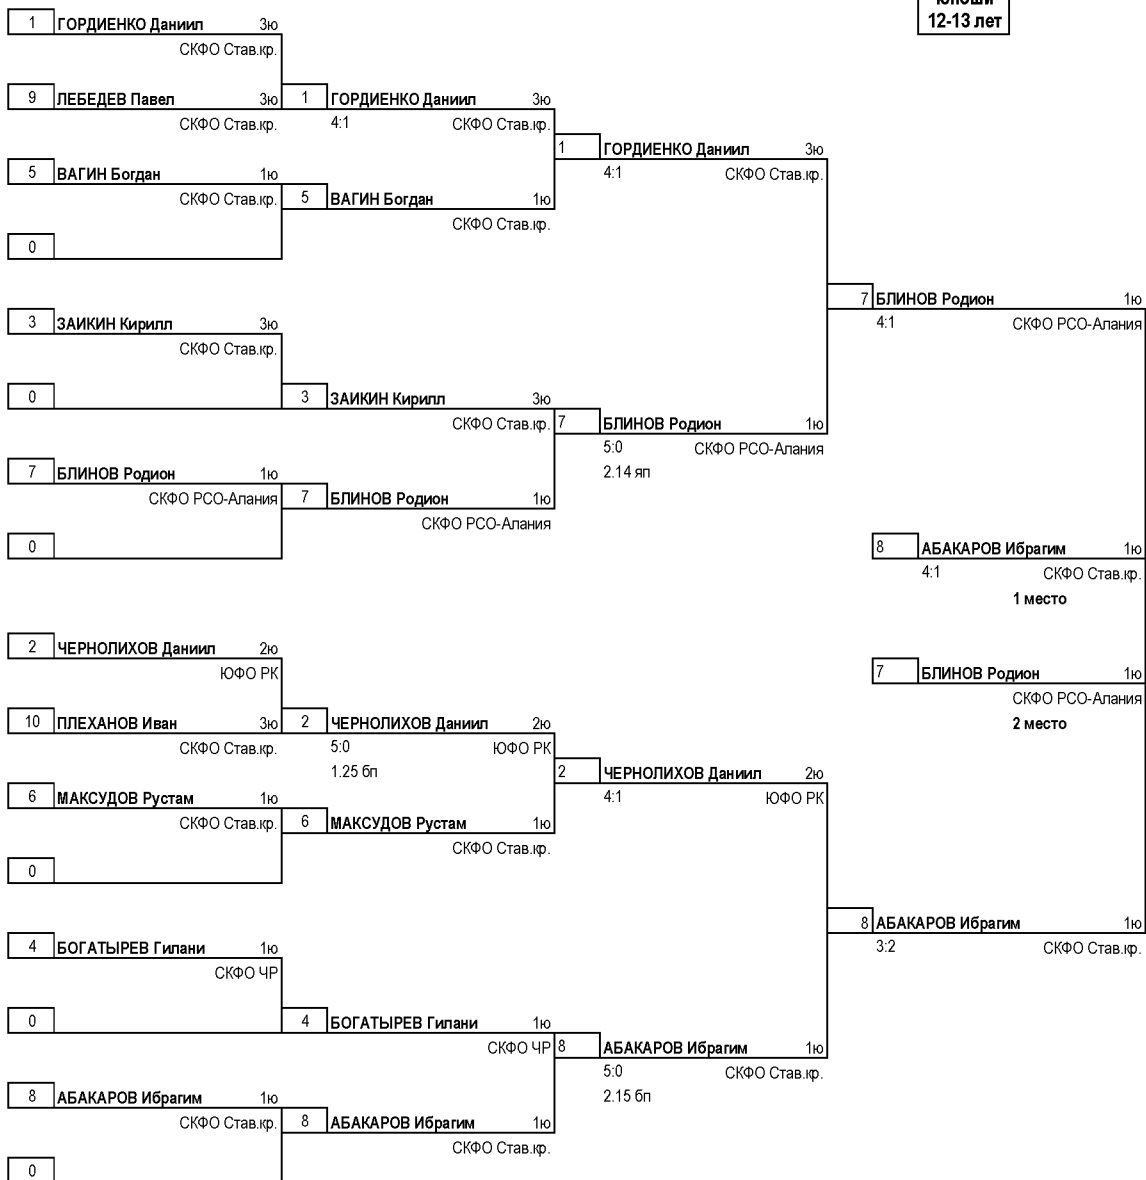 юноши
12-13 лет
1 ГОРДИЕНКО Даниил 3ю
СКФО Став.кр.
9 ЛЕБЕДЕВ Павел 3ю
СКФО Став.кр.
1 ГОРДИЕНКО Даниил 3ю
4:1 СКФО Став.кр.
5 ВАГИН Богдан 1ю
СКФО Став.кр.
0
5 ВАГИН Богдан 1ю
СКФО Став.кр.
1 ГОРДИЕНКО Даниил 3ю
4:1 СКФО Став.кр.
3 ЗАИКИН Кирилл 3ю
СКФО Став.кр.
0
3 ЗАИКИН Кирилл 3ю
СКФО Став.кр.
7 БЛИНОВ Родион 1ю
СКФО РСО-Алания
0
7 БЛИНОВ Родион 1ю
СКФО РСО-Алания
7 БЛИНОВ Родион 1ю
5:0 СКФО РСО-Алания
2.14 яп
7 БЛИНОВ Родион 1ю
4:1 СКФО РСО-Алания
8 АБАКАРОВ Ибрагим 1ю
4:1 СКФО Став.кр.
1 место
7 БЛИНОВ Родион 1ю
СКФО РСО-Алания
2 место
2 ЧЕРНОЛИХОВ Даниил 2ю
ЮФО РК
10 ПЛЕХАНОВ Иван 3ю
СКФО Став.кр.
2 ЧЕРНОЛИХОВ Даниил 2ю
5:0 ЮФО РК
1.25 бп
6 МАКСУДОВ Рустам 1ю
СКФО Став.кр.
0
6 МАКСУДОВ Рустам 1ю
СКФО Став.кр.
2 ЧЕРНОЛИХОВ Даниил 2ю
4:1 ЮФО РК
4 БОГАТЫРЕВ Гилани 1ю
СКФО ЧР
0
4 БОГАТЫРЕВ Гилани 1ю
СКФО ЧР
8 АБАКАРОВ Ибрагим 1ю
СКФО Став.кр.
0
8 АБАКАРОВ Ибрагим 1ю
СКФО Став.кр.
8 АБАКАРОВ Ибрагим 1ю
5:0 СКФО Став.кр.
2.15 бп
8 АБАКАРОВ Ибрагим 1ю
3:2 СКФО Став.кр.